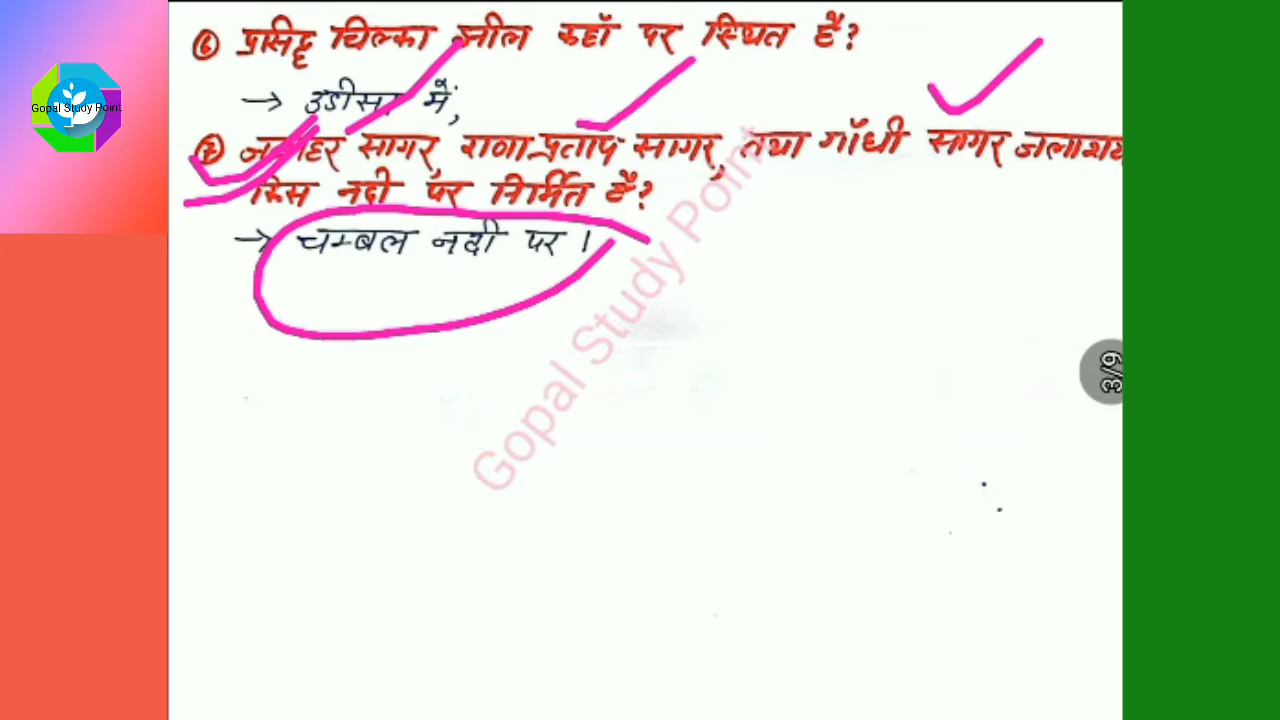 Gopal Study Point
⑥ प्रसिद्द चिल्का झील कहाँ पर स्थित है?
→ उडीसा में,
⑦ जवाहर सागर, राणा प्रताप सागर, तथा गाँधी सागर जलाशय
किस नदी पर निर्मित है?
→ चम्बल नदी पर ।
Gopal Study Point
3/9